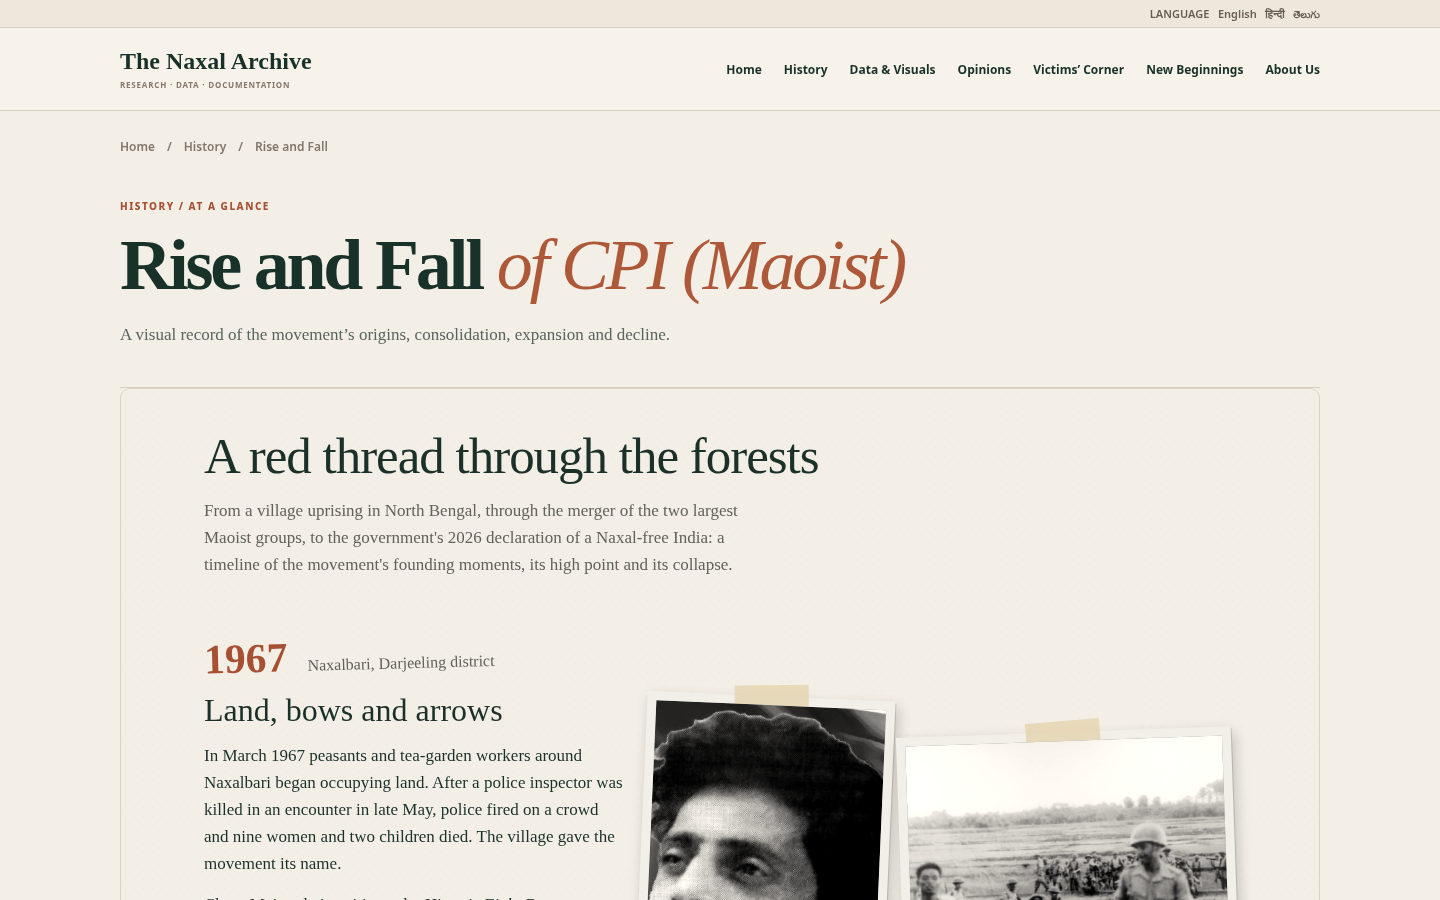 LANGUAGE English हिन्दी తెలుగు
The Naxal Archive
RESEARCH · DATA · DOCUMENTATION
Home History Data & Visuals Opinions Victims’ Corner New Beginnings About Us
Home / History / Rise and Fall
HISTORY / AT A GLANCE
Rise and Fall of CPI (Maoist)
A visual record of the movement’s origins, consolidation, expansion and decline.
A red thread through the forests
From a village uprising in North Bengal, through the merger of the two largest
Maoist groups, to the government's 2026 declaration of a Naxal-free India: a
timeline of the movement's founding moments, its high point and its collapse.
1967 Naxalbari, Darjeeling district
Land, bows and arrows
In March 1967 peasants and tea-garden workers around
Naxalbari began occupying land. After a police inspector was
killed in an encounter in late May, police fired on a crowd
and nine women and two children died. The village gave the
movement its name.